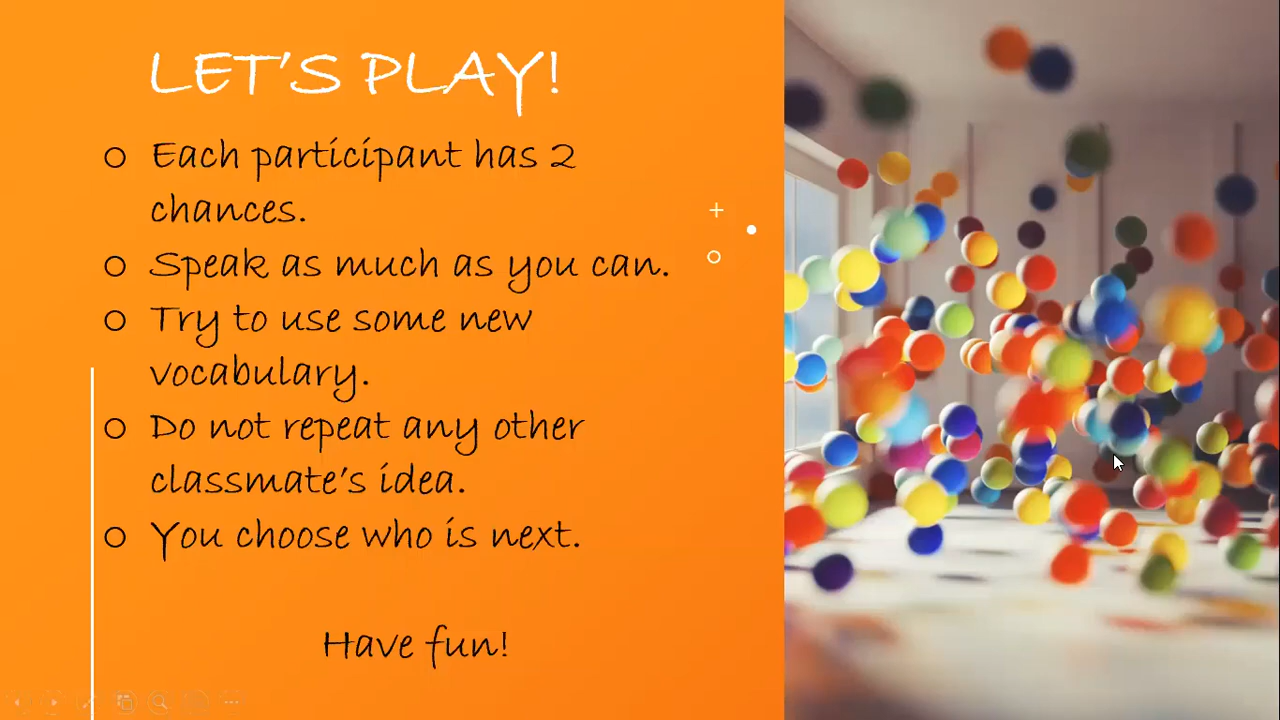 LET'S PLAY!
Each participant has 2
chances.
Speak as much as you can.
Try to use some new
vocabulary.
Do not repeat any other
classmate's idea.
You choose who is next.
Have fun!